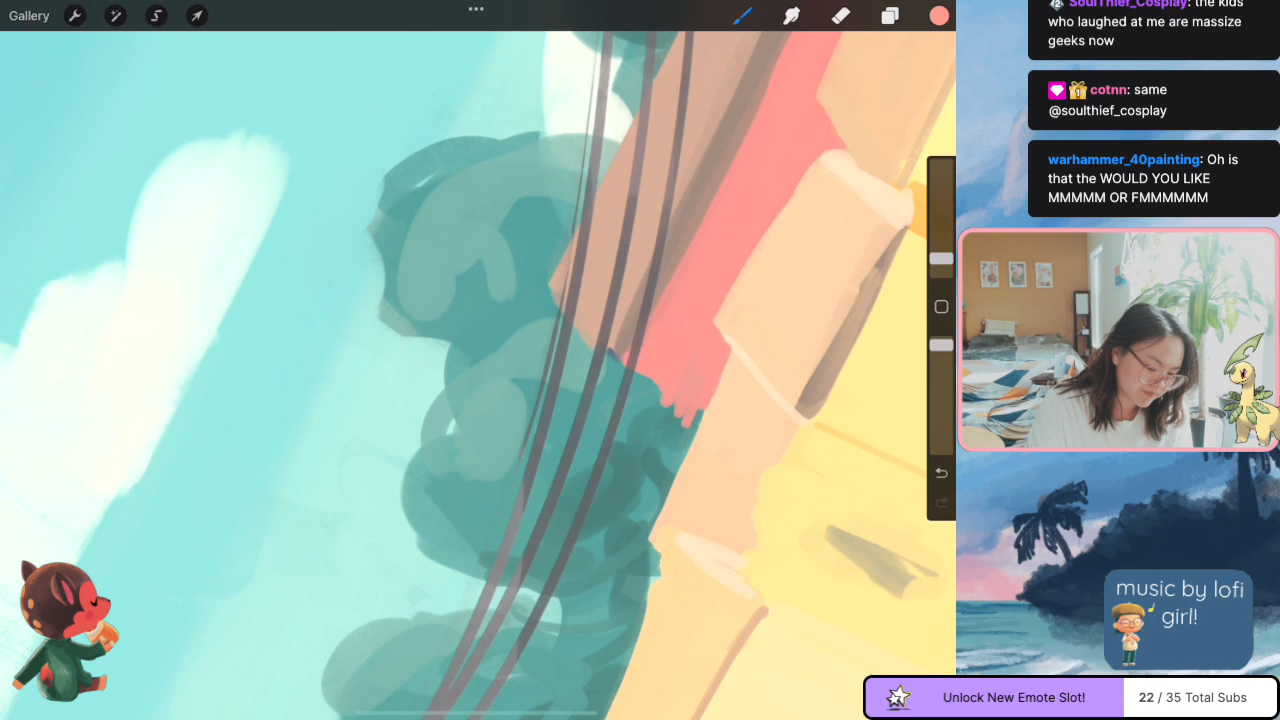 Gallery
SoulThief_Cosplay: the kids
who laughed at me are massize
geeks now
cotnn: same
@soulthief_cosplay
warhammer_40painting: Oh is
that the WOULD YOU LIKE
MMMMM OR FMMMMMM
music by lofi
girl!
Unlock New Emote Slot!
22 / 35 Total Subs